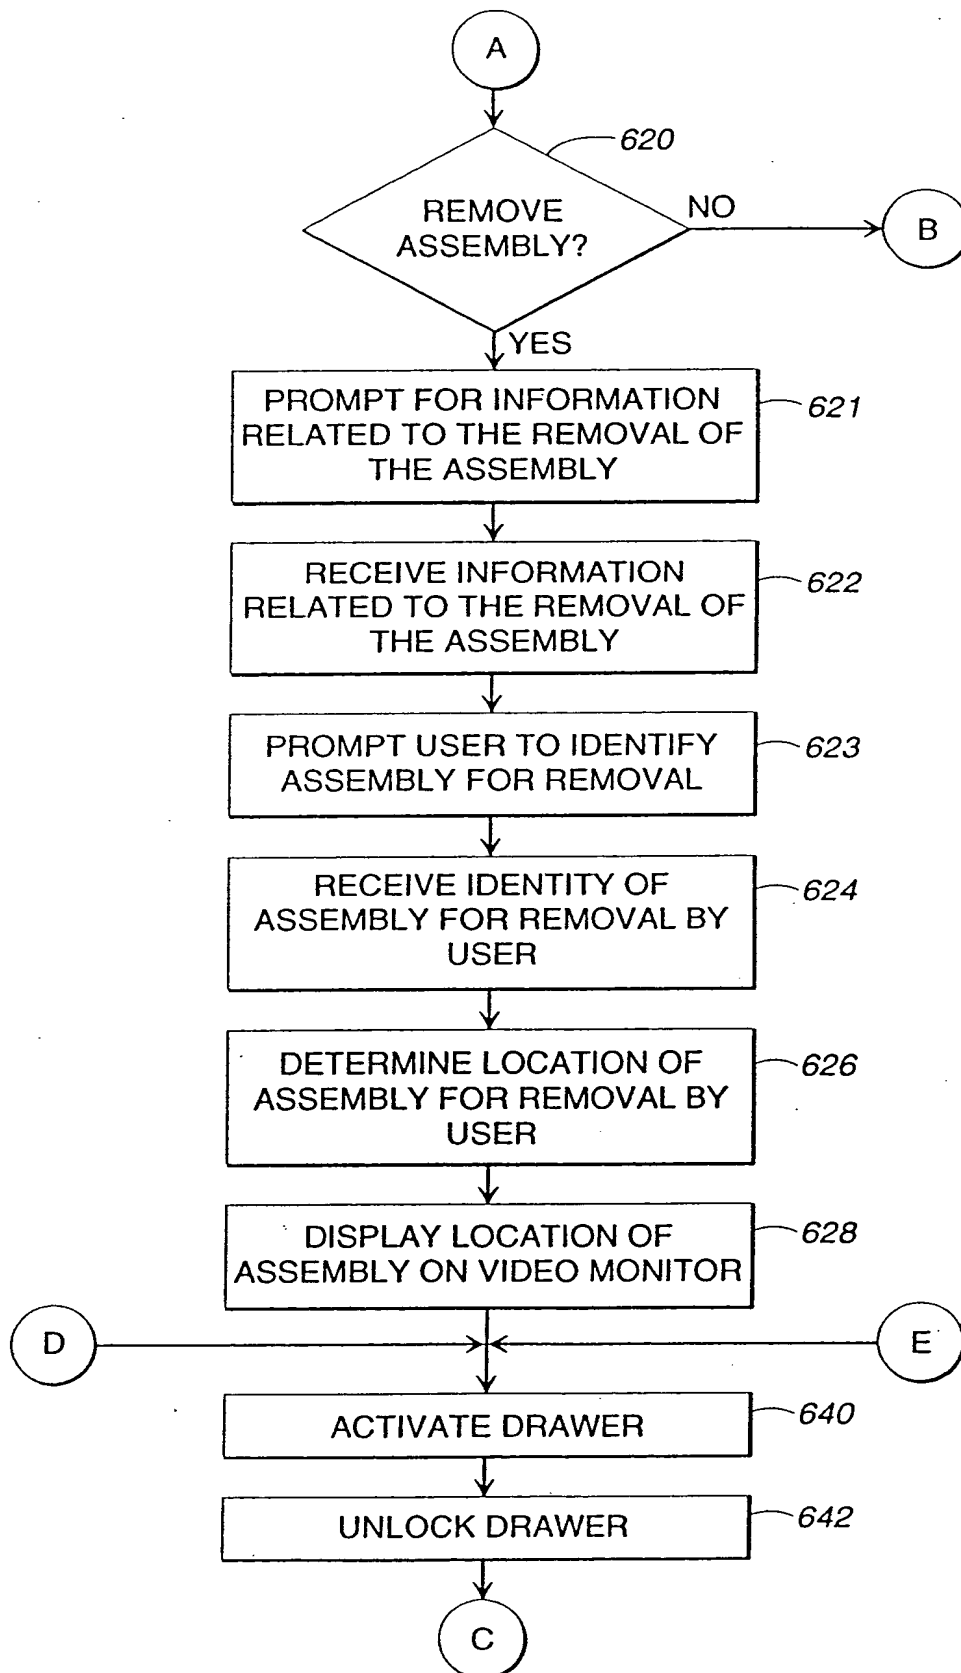 A
620
REMOVE
ASSEMBLY?
NO
B
YES
PROMPT FOR INFORMATION
RELATED TO THE REMOVAL OF
THE ASSEMBLY
621
RECEIVE INFORMATION
RELATED TO THE REMOVAL OF
THE ASSEMBLY
622
PROMPT USER TO IDENTIFY
ASSEMBLY FOR REMOVAL
623
RECEIVE IDENTITY OF
ASSEMBLY FOR REMOVAL BY
USER
624
DETERMINE LOCATION OF
ASSEMBLY FOR REMOVAL BY
USER
626
DISPLAY LOCATION OF
ASSEMBLY ON VIDEO MONITOR
628
D
E
ACTIVATE DRAWER
640
UNLOCK DRAWER
642
C